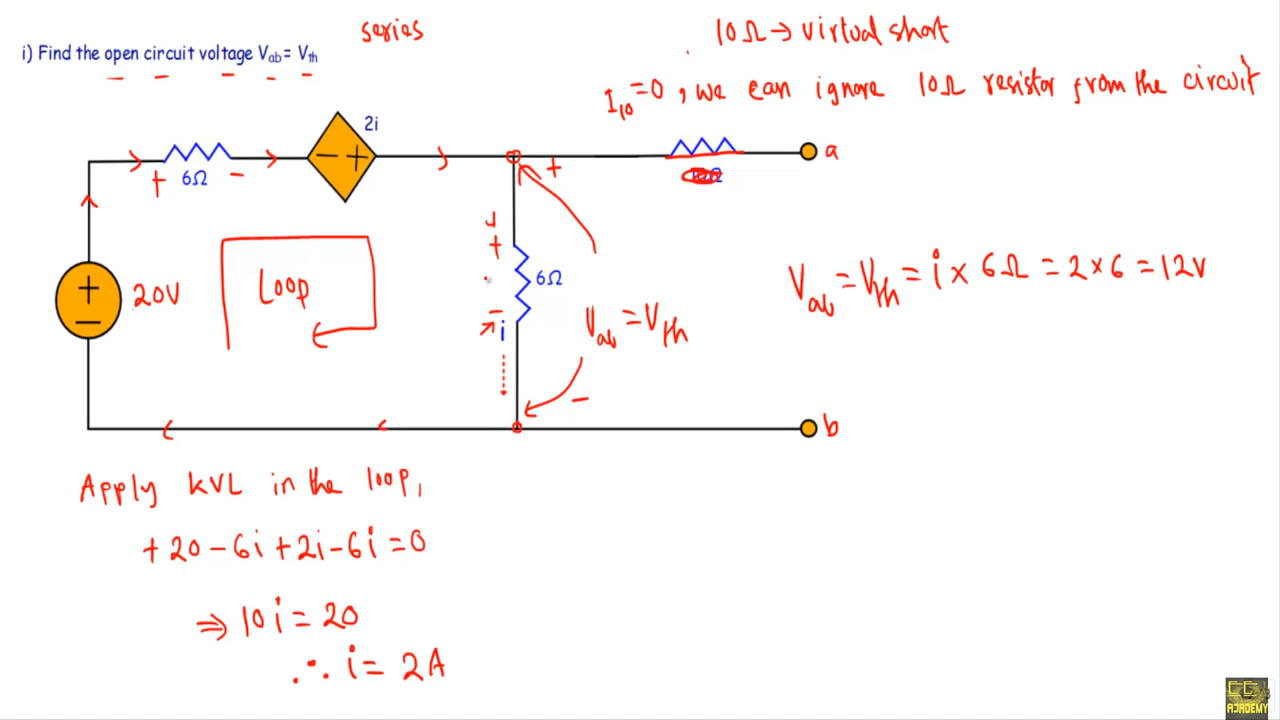 series
10Ω → virtual short
i) Find the open circuit voltage Vab= Vth
I10=0, we can ignore 10Ω resistor from the circuit
2i
a
+ 6Ω -
- +
+
+
6Ω
Vab = Vth = i × 6Ω = 2×6 = 12V
+
-
20V
Loop
-
i
Vab = Vth
-
b
Apply KVL in the loop,
+20-6i+2i-6i=0
⇒ 10i=20
∴ i= 2A
CC
ACADEMY